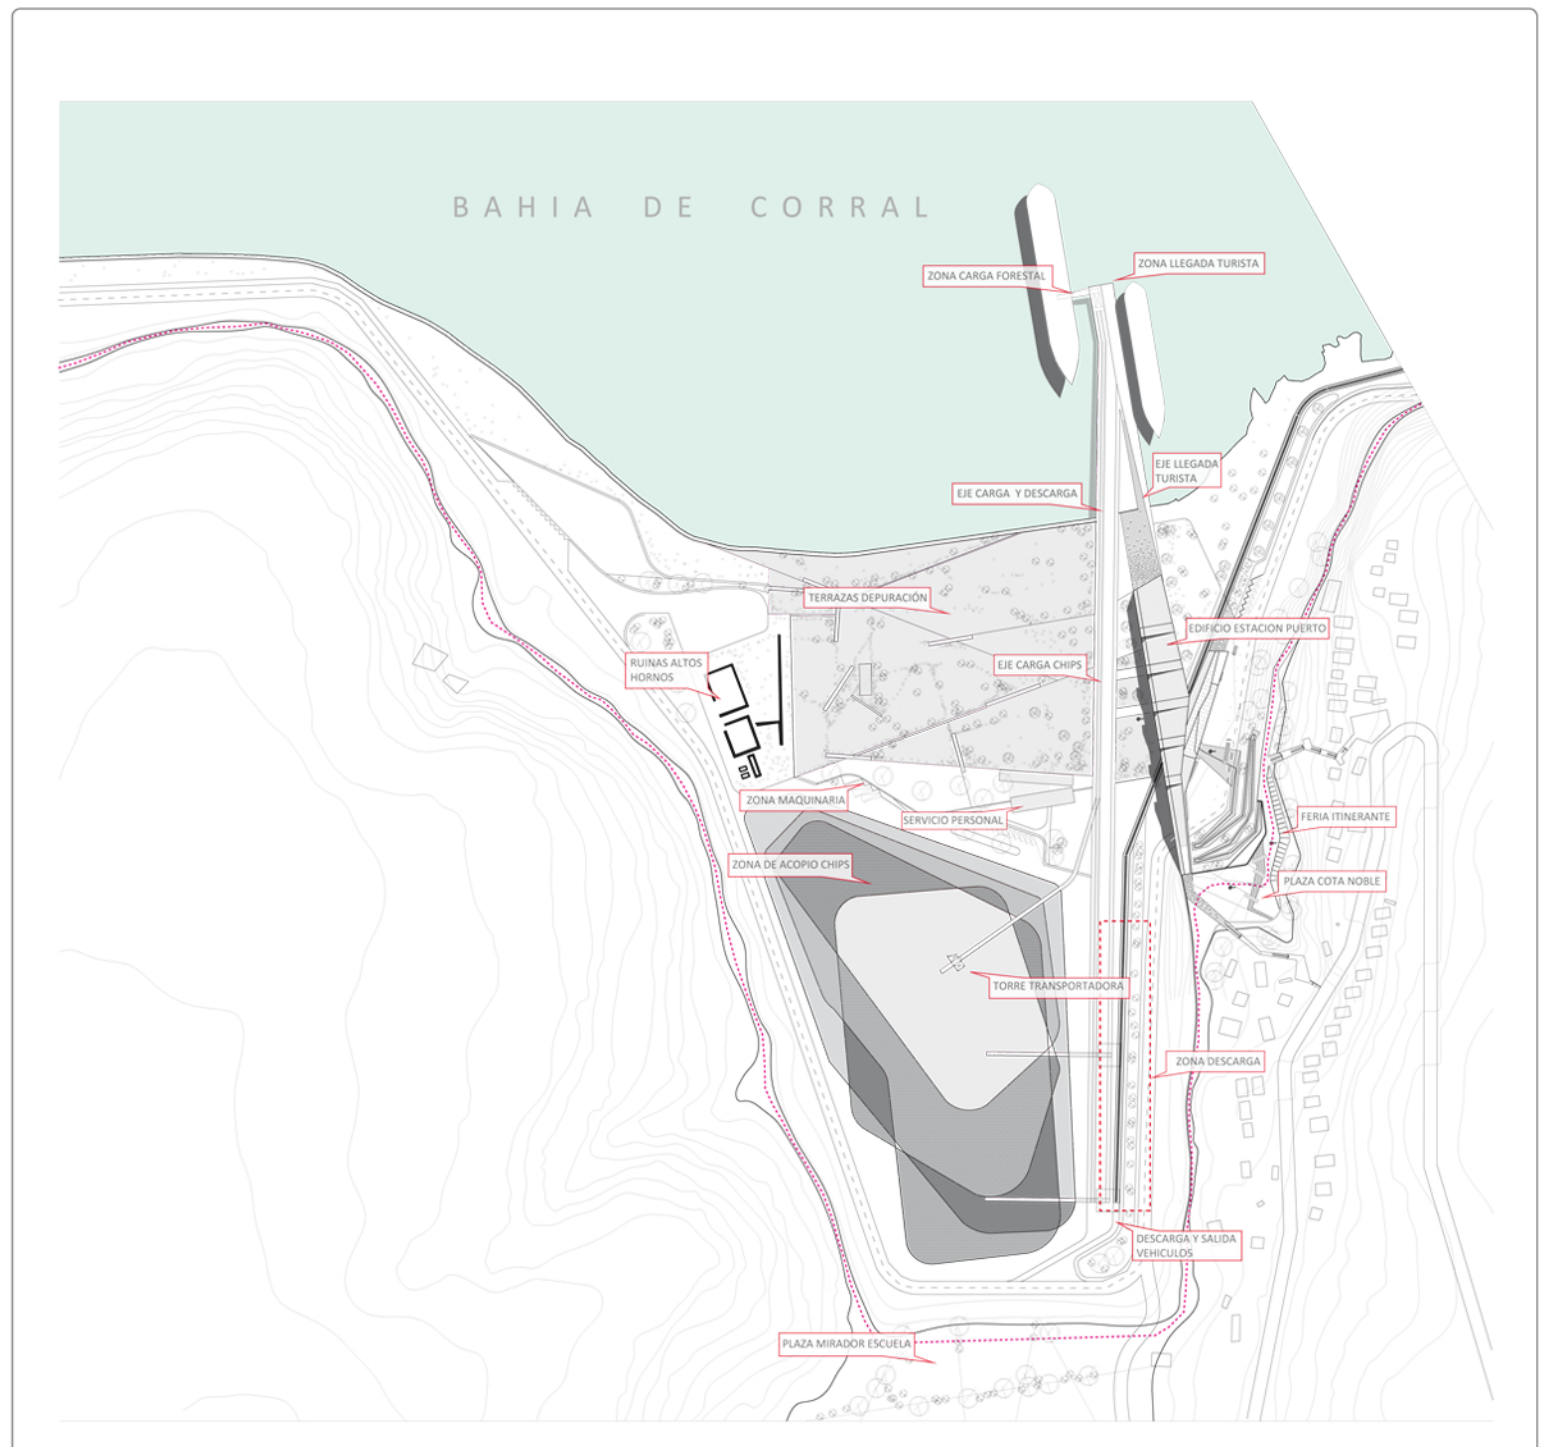 BAHIA DE CORRAL
ZONA LLEGADA TURISTA
ZONA CARGA FORESTAL
EJE LLEGADA
TURISTA
EJE CARGA Y DESCARGA
TERRAZAS DEPURACIÓN
EDIFICIO ESTACION PUERTO
RUINAS ALTOS
HORNOS
EJE CARGA CHIPS
ZONA MAQUINARIA
SERVICIO PERSONAL
FERIA ITINERANTE
ZONA DE ACOPIO CHIPS
PLAZA COTA NOBLE
TORRE TRANSPORTADORA
ZONA DESCARGA
DESCARGA Y SALIDA
VEHICULOS
PLAZA MIRADOR ESCUELA